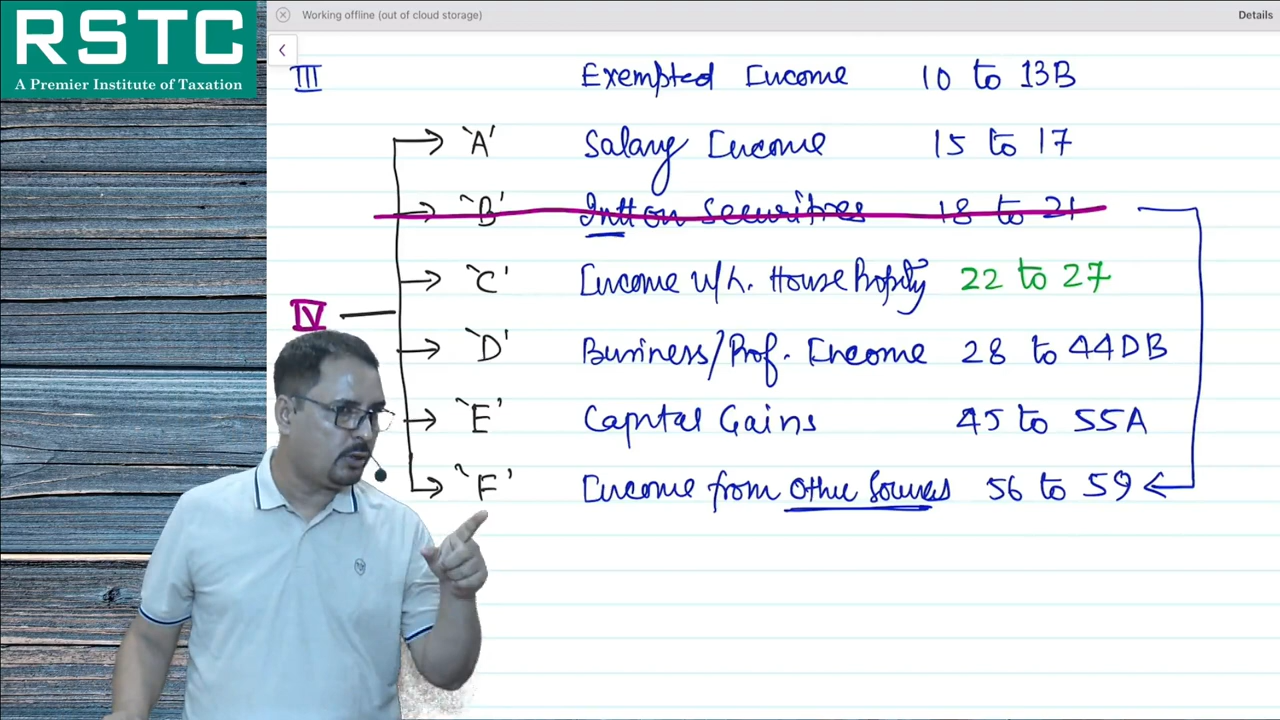 RSTC
A Premier Institute of Taxation
Working offline (out of cloud storage)
Details
III Exempted Income 10 to 13B
`A' Salary Income 15 to 17
`B' Intt on Securities 18 to 21
`C' Income u/h. House Property 22 to 27
IV
`D' Business/Prof. Income 28 to 44DB
`E' Capital Gains 45 to 55A
`F' Income from Other Sources 56 to 59